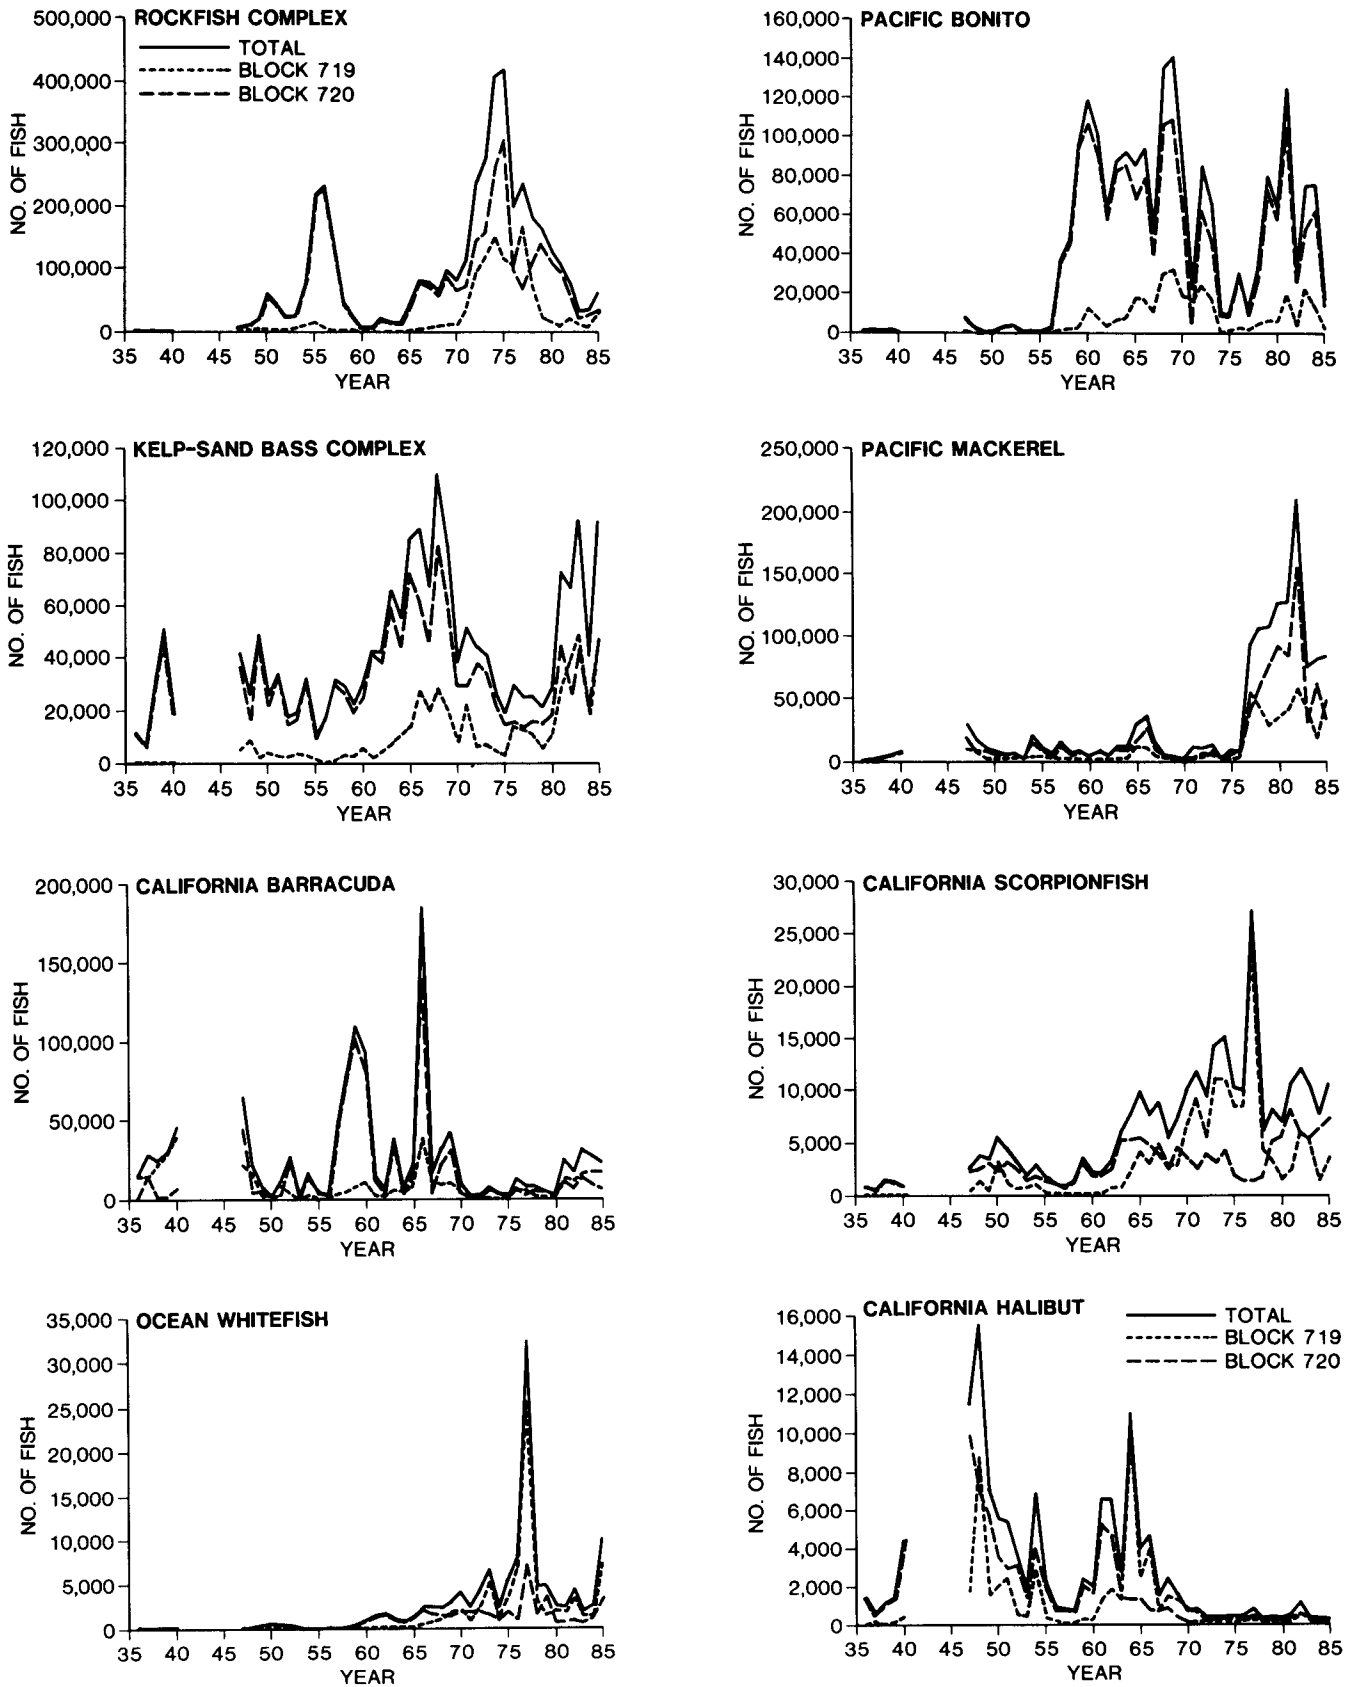 ROCKFISH COMPLEX
TOTAL
BLOCK 719
BLOCK 720
NO. OF FISH
500,000
400,000
300,000
200,000
100,000
0
35 40 45 50 55 60 65 70 75 80 85
YEAR
PACIFIC BONITO
NO. OF FISH
160,000
140,000
120,000
100,000
80,000
60,000
40,000
20,000
0
35 40 45 50 55 60 65 70 75 80 85
YEAR
KELP-SAND BASS COMPLEX
NO. OF FISH
120,000
100,000
80,000
60,000
40,000
20,000
0
35 40 45 50 55 60 65 70 75 80 85
YEAR
PACIFIC MACKEREL
NO. OF FISH
250,000
200,000
150,000
100,000
50,000
0
35 40 45 50 55 60 65 70 75 80 85
YEAR
CALIFORNIA BARRACUDA
NO. OF FISH
200,000
150,000
100,000
50,000
0
35 40 45 50 55 60 65 70 75 80 85
YEAR
CALIFORNIA SCORPIONFISH
NO. OF FISH
30,000
25,000
20,000
15,000
10,000
5,000
0
35 40 45 50 55 60 65 70 75 80 85
YEAR
OCEAN WHITEFISH
NO. OF FISH
35,000
30,000
25,000
20,000
15,000
10,000
5,000
0
35 40 45 50 55 60 65 70 75 80 85
YEAR
CALIFORNIA HALIBUT
TOTAL
BLOCK 719
BLOCK 720
NO. OF FISH
16,000
14,000
12,000
10,000
8,000
6,000
4,000
2,000
0
35 40 45 50 55 60 65 70 75 80 85
YEAR